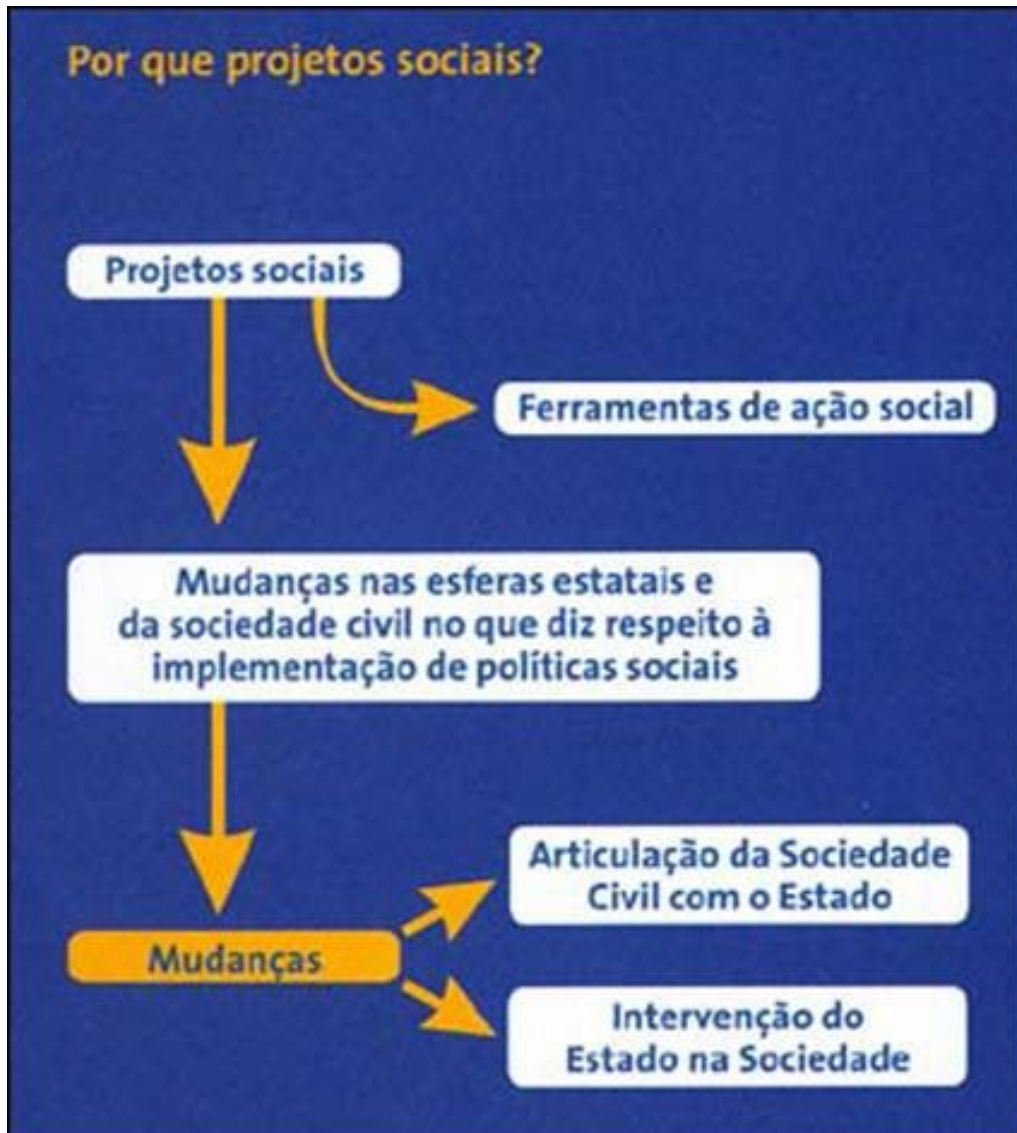 Por que projetos sociais?
Projetos sociais
Ferramentas de ação social
Mudanças nas esferas estatais e
da sociedade civil no que diz respeito à
implementação de políticas sociais
Articulação da Sociedade
Civil com o Estado
Mudanças
Intervenção do
Estado na Sociedade